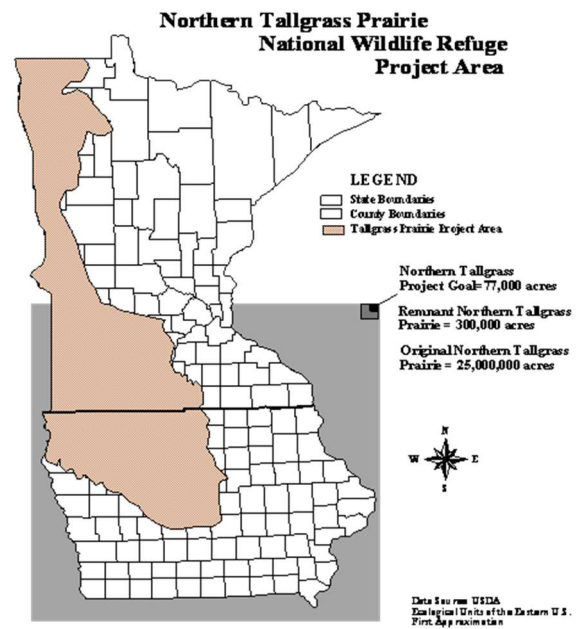 Northern Tallgrass Prairie
National Wildlife Refuge
Project Area
LEGEND
State Boundaries
County Boundaries
Tallgrass Prairie Project Area
Northern Tallgrass
Project Goal=77,000 acres
Remnant Northern Tallgrass
Prairie = 300,000 acres
Original Northern Tallgrass
Prairie = 25,000,000 acres
N
W E
S
Data Source: USDA
Ecological Units of the Eastern U.S.
First Approximation